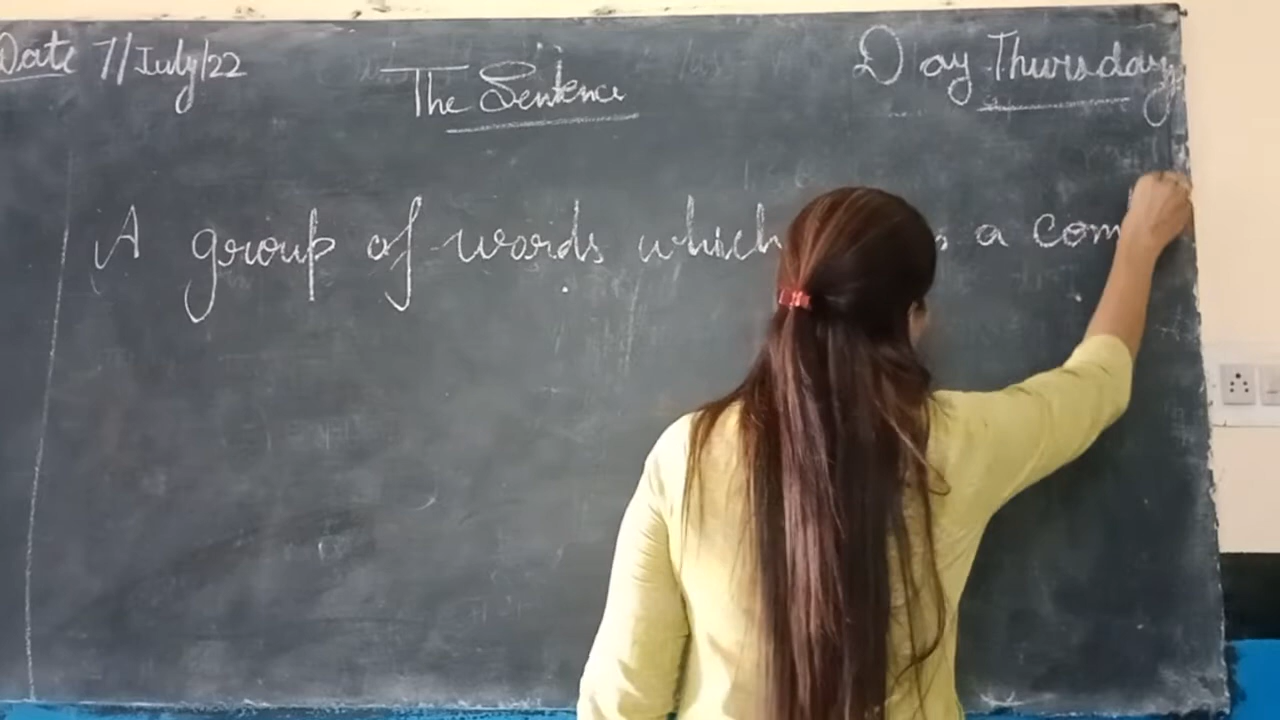 Date 7/July/22
The Sentence
Day Thursday
A group of words which a com